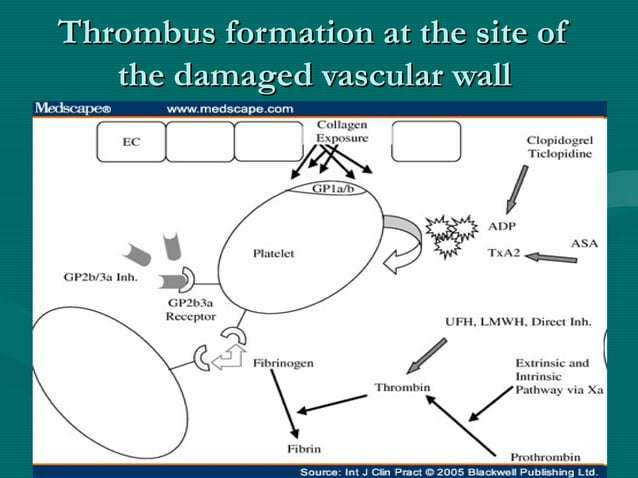 Thrombus formation at the site of
the damaged vascular wall
Medscape® www.medscape.com
EC
Collagen
Exposure
Clopidogrel
Ticlopidine
GP1a/b
ADP
TxA2
ASA
Platelet
GP2b/3a Inh.
GP2b3a
Receptor
UFH, LMWH, Direct Inh.
Fibrinogen
Thrombin
Extrinsic and
Intrinsic
Pathway via Xa
Fibrin
Prothrombin
Source: Int J Clin Pract © 2005 Blackwell Publishing Ltd.